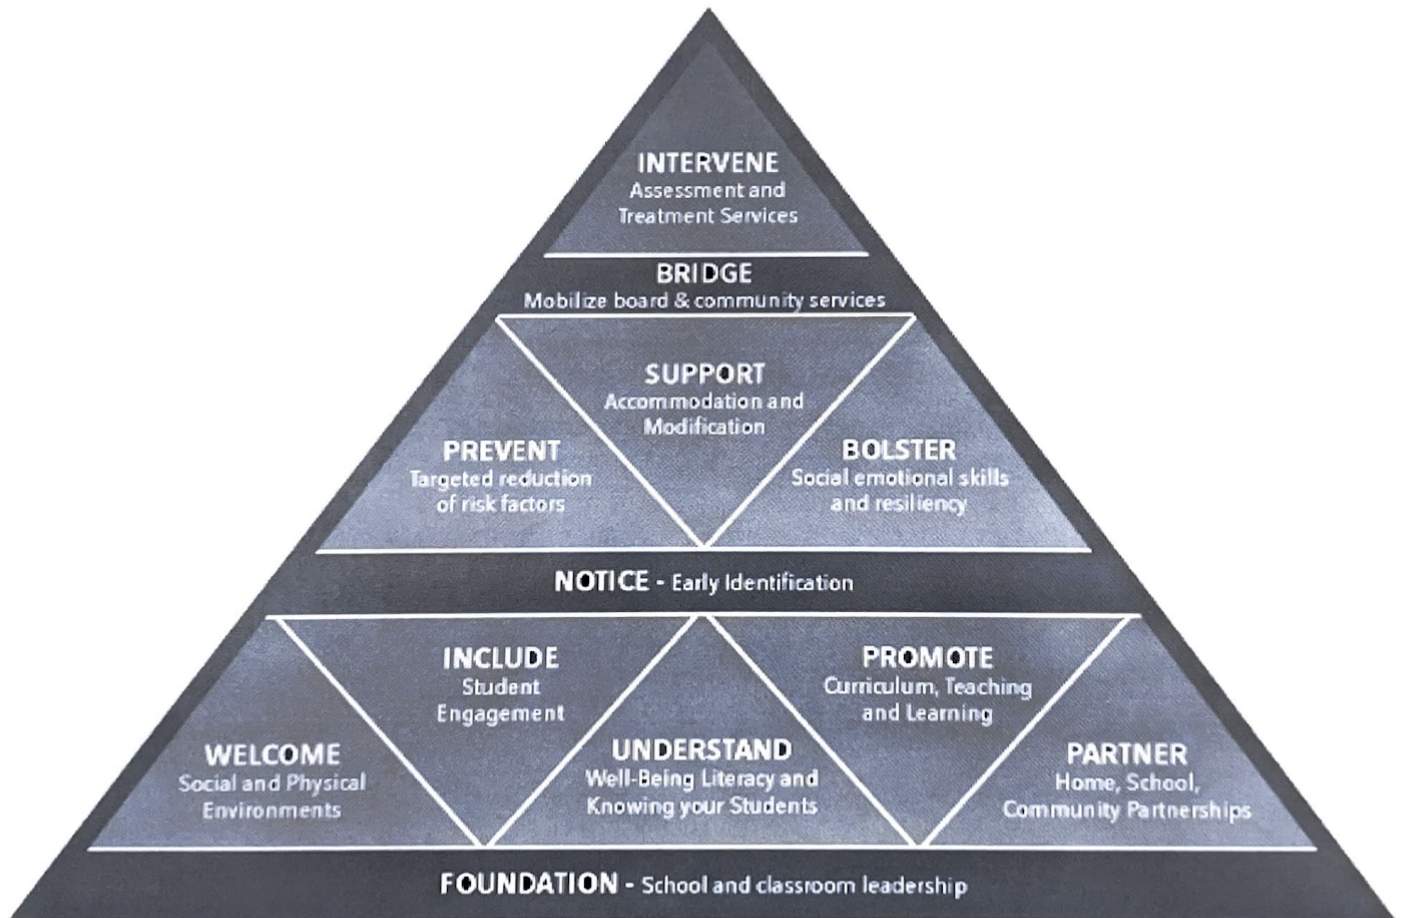 INTERVENE
Assessment and
Treatment Services
BRIDGE
Mobilize board & community services
SUPPORT
Accommodation and
Modification
PREVENT
Targeted reduction
of risk factors
BOLSTER
Social emotional skills
and resiliency
NOTICE - Early Identification
INCLUDE
Student
Engagement
PROMOTE
Curriculum, Teaching
and Learning
WELCOME
Social and Physical
Environments
UNDERSTAND
Well-Being Literacy and
Knowing your Students
PARTNER
Home, School,
Community Partnerships
FOUNDATION - School and classroom leadership